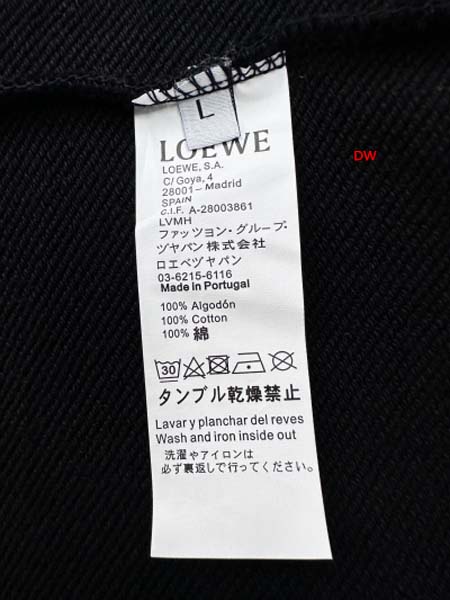 L
LOEWE
DW
LOEWE, S.A.
C/ Goya, 4
28001– Madrid
SPAIN
C.I.F. A-28003861
LVMH
ファッツョン・グループ
ヅヤパン株式会社
ロエベヅャパン
03-6215-6116
Made in Portugal
100% Algodón
100% Cotton
100% 綿
30
タンブル乾燥禁止
Lavar y planchar del reves
Wash and iron inside out
洗濯やアイロンは
必ず裏返しで行ってください。